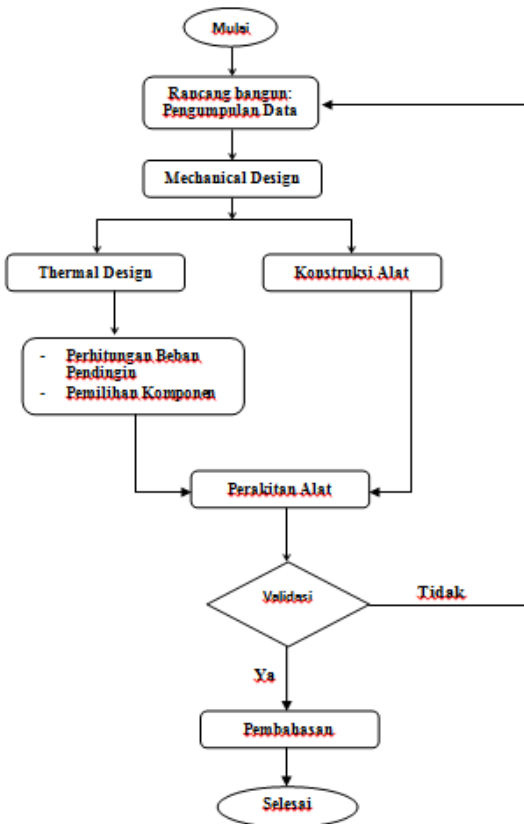 Mulai
Rancang bangun:
Pengumpulan Data
Mechanical Design
Thermal Design
Konstruksi Alat
- Perhitungan Beban
Pendingin
- Pemilihan Komponen
Perakitan Alat
Validasi
Tidak
Ya
Pembahasan
Selesai